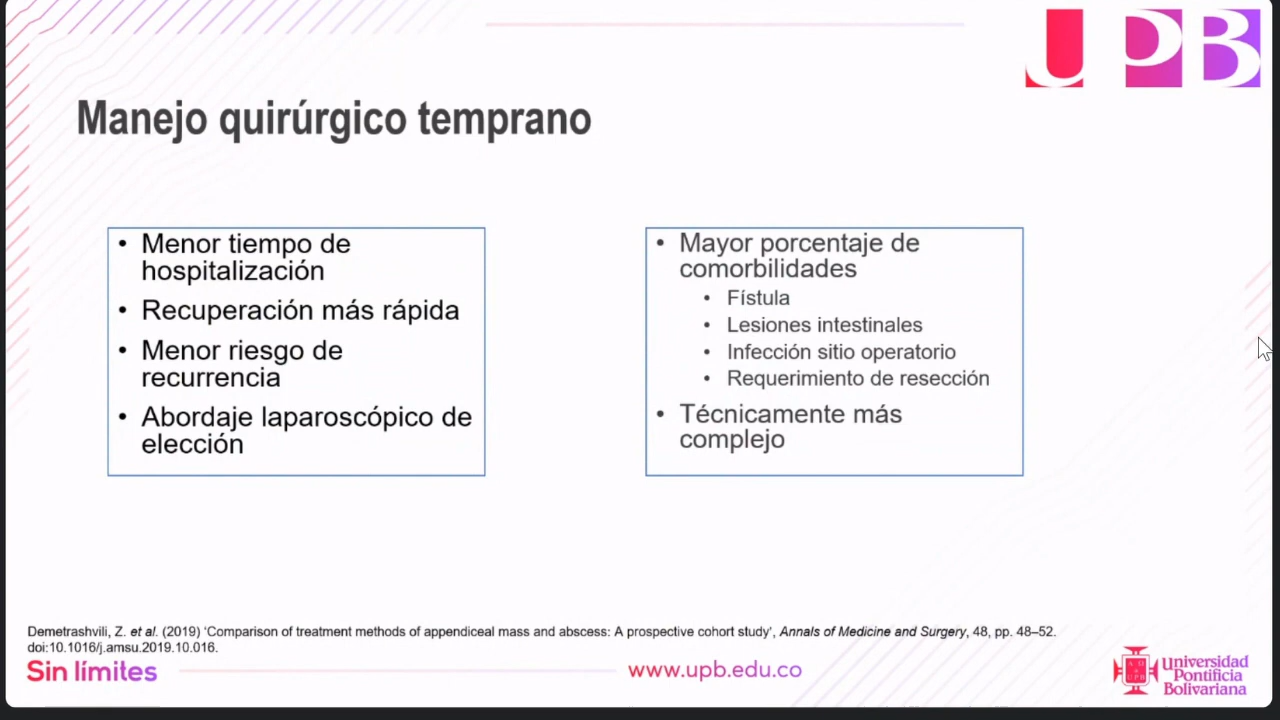 UPB
Manejo quirúrgico temprano
• Menor tiempo de
hospitalización
• Recuperación más rápida
• Menor riesgo de
recurrencia
• Abordaje laparoscópico de
elección
• Mayor porcentaje de
comorbilidades
• Fístula
• Lesiones intestinales
• Infección sitio operatorio
• Requerimiento de resección
• Técnicamente más
complejo
Demetrashvili, Z. et al. (2019) ‘Comparison of treatment methods of appendiceal mass and abscess: A prospective cohort study’, Annals of Medicine and Surgery, 48, pp. 48–52.
doi:10.1016/j.amsu.2019.10.016.
Sin límites
www.upb.edu.co
Universidad
Pontificia
Bolivariana